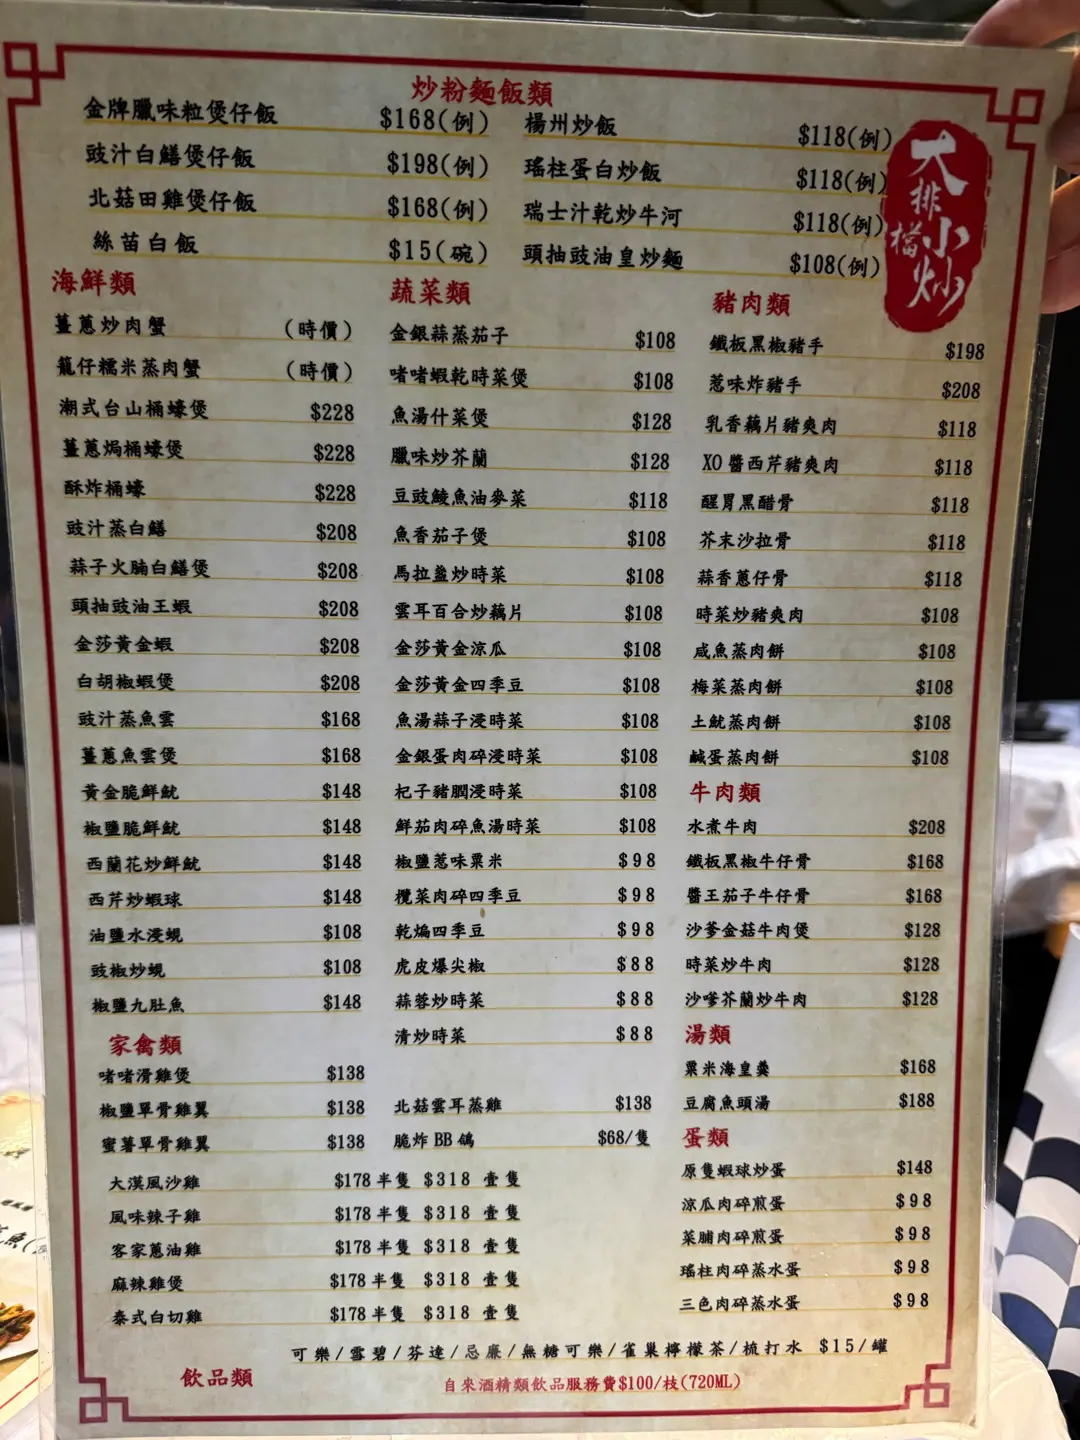 炒粉麵飯類
金牌臘味粒煲仔飯 $168(例)
豉汁白鱔煲仔飯 $198(例)
北菇田雞煲仔飯 $168(例)
絲苗白飯 $15(碗)
楊州炒飯 $118(例)
瑤柱蛋白炒飯 $118(例)
瑞士汁乾炒牛河 $118(例)
頭抽豉油皇炒麵 $108(例)
大排檔小炒
海鮮類
薑蔥炒肉蟹 (時價)
籠仔糯米蒸肉蟹 (時價)
潮式台山桶蠔煲 $228
薑蔥焗桶蠔煲 $228
酥炸桶蠔 $228
豉汁蒸白鱔 $208
蒜子火腩白鱔煲 $208
頭抽豉油王蝦 $208
金莎黃金蝦 $208
白胡椒蝦煲 $208
豉汁蒸魚雲 $168
薑蔥魚雲煲 $168
黃金脆鮮魷 $148
椒鹽脆鮮魷 $148
西蘭花炒鮮魷 $148
西芹炒蝦球 $148
油鹽水浸蜆 $108
豉椒炒蜆 $108
椒鹽九肚魚 $148
蔬菜類
金銀蒜蒸茄子 $108
啫啫蝦乾時菜煲 $108
魚湯什菜煲 $128
臘味炒芥蘭 $128
豆豉鯪魚油麥菜 $118
魚香茄子煲 $108
馬拉盞炒時菜 $108
雲耳百合炒藕片 $108
金莎黃金涼瓜 $108
金莎黃金四季豆 $108
魚湯蒜子浸時菜 $108
金銀蛋肉碎浸時菜 $108
杞子豬膶浸時菜 $108
鮮茄肉碎魚湯時菜 $108
椒鹽惹味粟米 $98
欖菜肉碎四季豆 $98
乾煸四季豆 $98
虎皮爆尖椒 $88
蒜蓉炒時菜 $88
清炒時菜 $88
豬肉類
鐵板黑椒豬手 $198
惹味炸豬手 $208
乳香藕片豬爽肉 $118
XO醬西芹豬爽肉 $118
醒胃黑醋骨 $118
芥末沙拉骨 $118
蒜香蔥仔骨 $118
時菜炒豬爽肉 $108
咸魚蒸肉餅 $108
梅菜蒸肉餅 $108
土魷蒸肉餅 $108
鹹蛋蒸肉餅 $108
牛肉類
水煮牛肉 $208
鐵板黑椒牛仔骨 $168
醬王茄子牛仔骨 $168
沙爹金菇牛肉煲 $128
時菜炒牛肉 $128
沙嗲芥蘭炒牛肉 $128
湯類
粟米海皇羹 $168
豆腐魚頭湯 $188
蛋類
原隻蝦球炒蛋 $148
涼瓜肉碎煎蛋 $98
菜脯肉碎煎蛋 $98
瑤柱肉碎蒸水蛋 $98
三色肉碎蒸水蛋 $98
家禽類
啫啫滑雞煲 $138
椒鹽單骨雞翼 $138
蜜薯單骨雞翼 $138
北菇雲耳蒸雞 $138
脆炸BB鴿 $68/隻
大漠風沙雞 $178半隻 $318 壹隻
風味辣子雞 $178半隻 $318 壹隻
客家蔥油雞 $178半隻 $318 壹隻
麻辣雞煲 $178半隻 $318 壹隻
泰式白切雞 $178半隻 $318 壹隻
飲品類
可樂/雪碧/芬達/忌廉/無糖可樂/雀巢檸檬茶/梳打水 $15/罐
自來酒精類飲品服務費$100/枝(720ML)